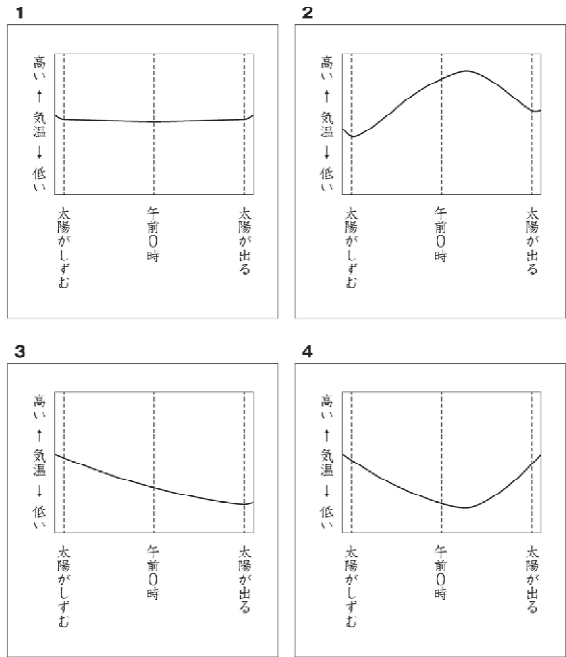 1
高い ← 気温 → 低い
太陽がしずむ
午前0時
太陽が出る
2
高い ← 気温 → 低い
太陽がしずむ
午前0時
太陽が出る
3
高い ← 気温 → 低い
太陽がしずむ
午前0時
太陽が出る
4
高い ← 気温 → 低い
太陽がしずむ
午前0時
太陽が出る